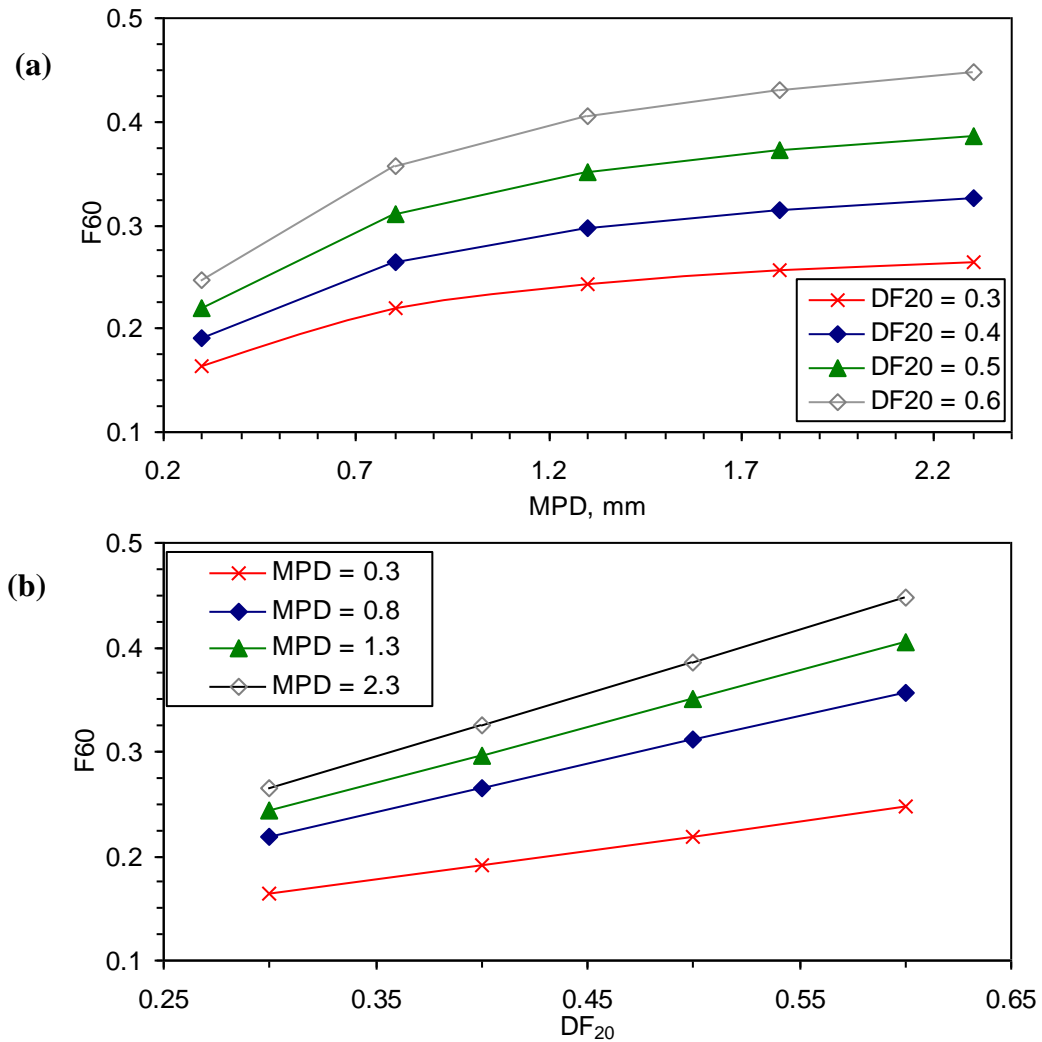 (a)
0.5
0.4
0.3
0.2
0.1
F60
DF20 = 0.3
DF20 = 0.4
DF20 = 0.5
DF20 = 0.6
0.2 0.7 1.2 1.7 2.2
MPD, mm
(b)
0.5
0.4
0.3
0.2
0.1
F60
MPD = 0.3
MPD = 0.8
MPD = 1.3
MPD = 2.3
0.25 0.35 0.45 0.55 0.65
DF20